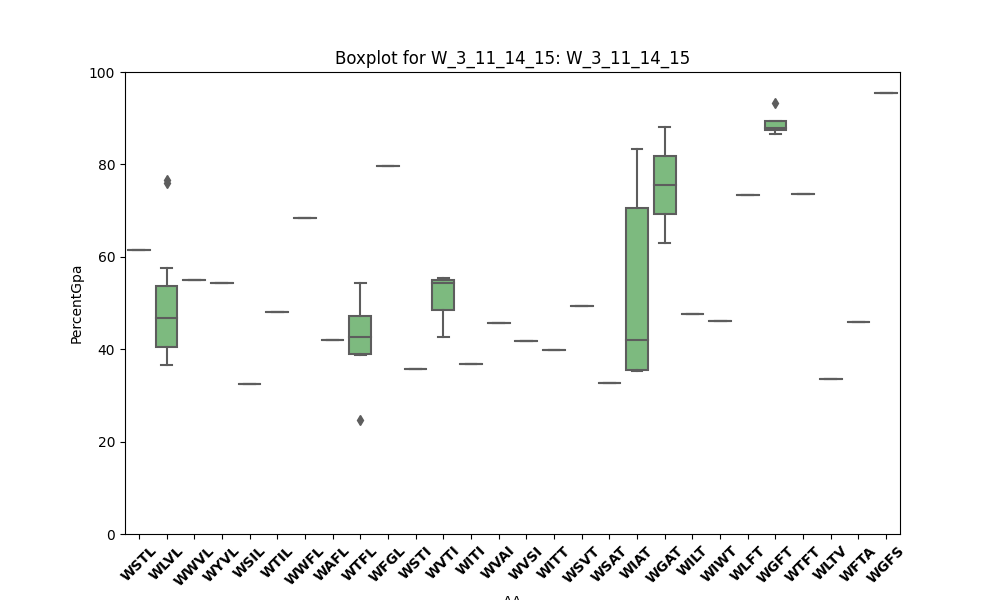 Boxplot for W_3_11_14_15: W_3_11_14_15
100
80
60
40
20
0
PercentGpa
WSTL
WLVL
WWVL
WYVL
WSIL
WTIL
WWFL
WAFL
WTFL
WFGL
WSTI
WVTI
WITI
WVAI
WVSI
WITT
WSVT
WSAT
WIAT
WGAT
WILT
WIWT
WLFT
WGFT
WTFT
WLTV
WFTA
WGFS
AA